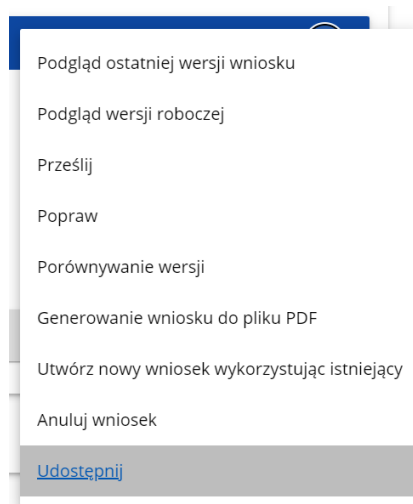 Podgląd ostatniej wersji wniosku
Podgląd wersji roboczej
Prześlij
Popraw
Porównywanie wersji
Generowanie wniosku do pliku PDF
Utwórz nowy wniosek wykorzystując istniejący
Anuluj wniosek
Udostępnij